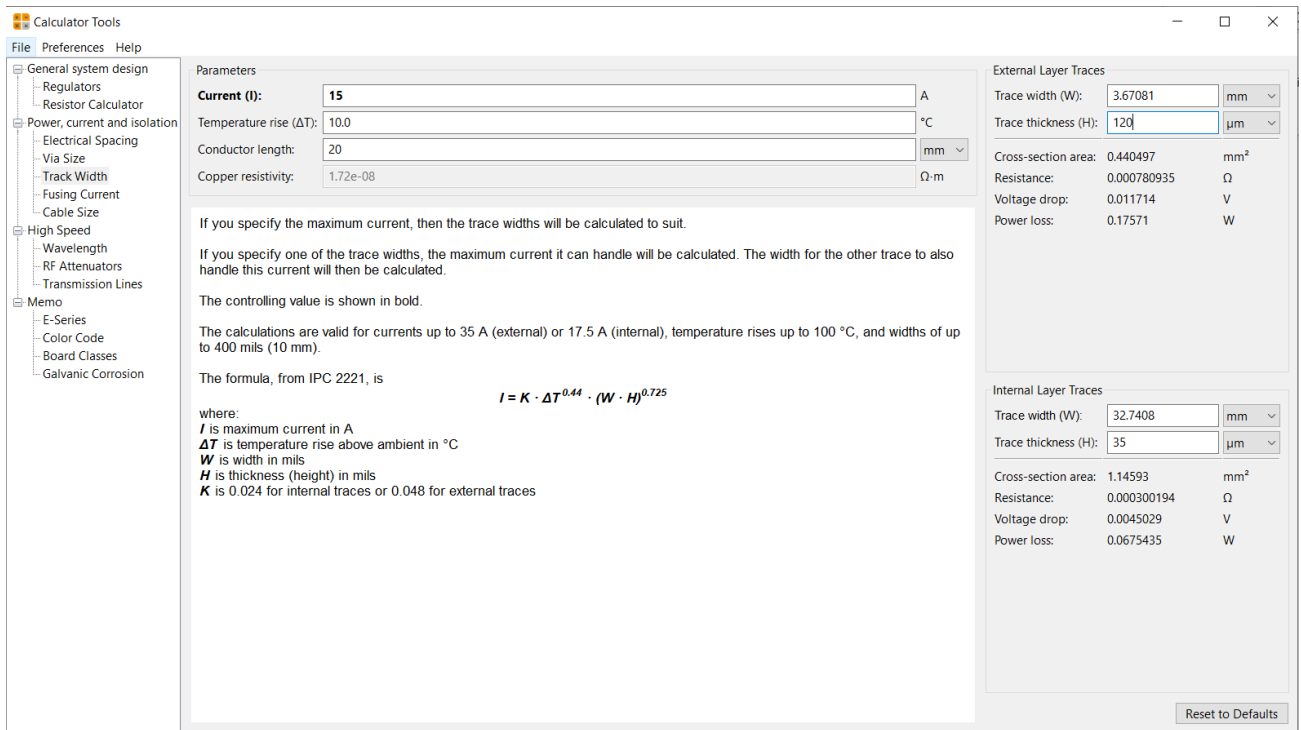 Calculator Tools
File Preferences Help
General system design
Regulators
Resistor Calculator
Power, current and isolation
Electrical Spacing
Via Size
Track Width
Fusing Current
Cable Size
High Speed
Wavelength
RF Attenuators
Transmission Lines
Memo
E-Series
Color Code
Board Classes
Galvanic Corrosion
Parameters
Current (I): 15 A
Temperature rise (ΔT): 10.0 °C
Conductor length: 20 mm
Copper resistivity: 1.72e-08 Ω·m
If you specify the maximum current, then the trace widths will be calculated to suit.
If you specify one of the trace widths, the maximum current it can handle will be calculated. The width for the other trace to also
handle this current will then be calculated.
The controlling value is shown in bold.
The calculations are valid for currents up to 35 A (external) or 17.5 A (internal), temperature rises up to 100 °C, and widths of up
to 400 mils (10 mm).
The formula, from IPC 2221, is
I = K · ΔT^0.44 · (W · H)^0.725
where:
I is maximum current in A
ΔT is temperature rise above ambient in °C
W is width in mils
H is thickness (height) in mils
K is 0.024 for internal traces or 0.048 for external traces
External Layer Traces
Trace width (W): 3.67081 mm
Trace thickness (H): 120 µm
Cross-section area: 0.440497 mm²
Resistance: 0.000780935 Ω
Voltage drop: 0.011714 V
Power loss: 0.17571 W
Internal Layer Traces
Trace width (W): 32.7408 mm
Trace thickness (H): 35 µm
Cross-section area: 1.14593 mm²
Resistance: 0.000300194 Ω
Voltage drop: 0.0045029 V
Power loss: 0.0675435 W
Reset to Defaults